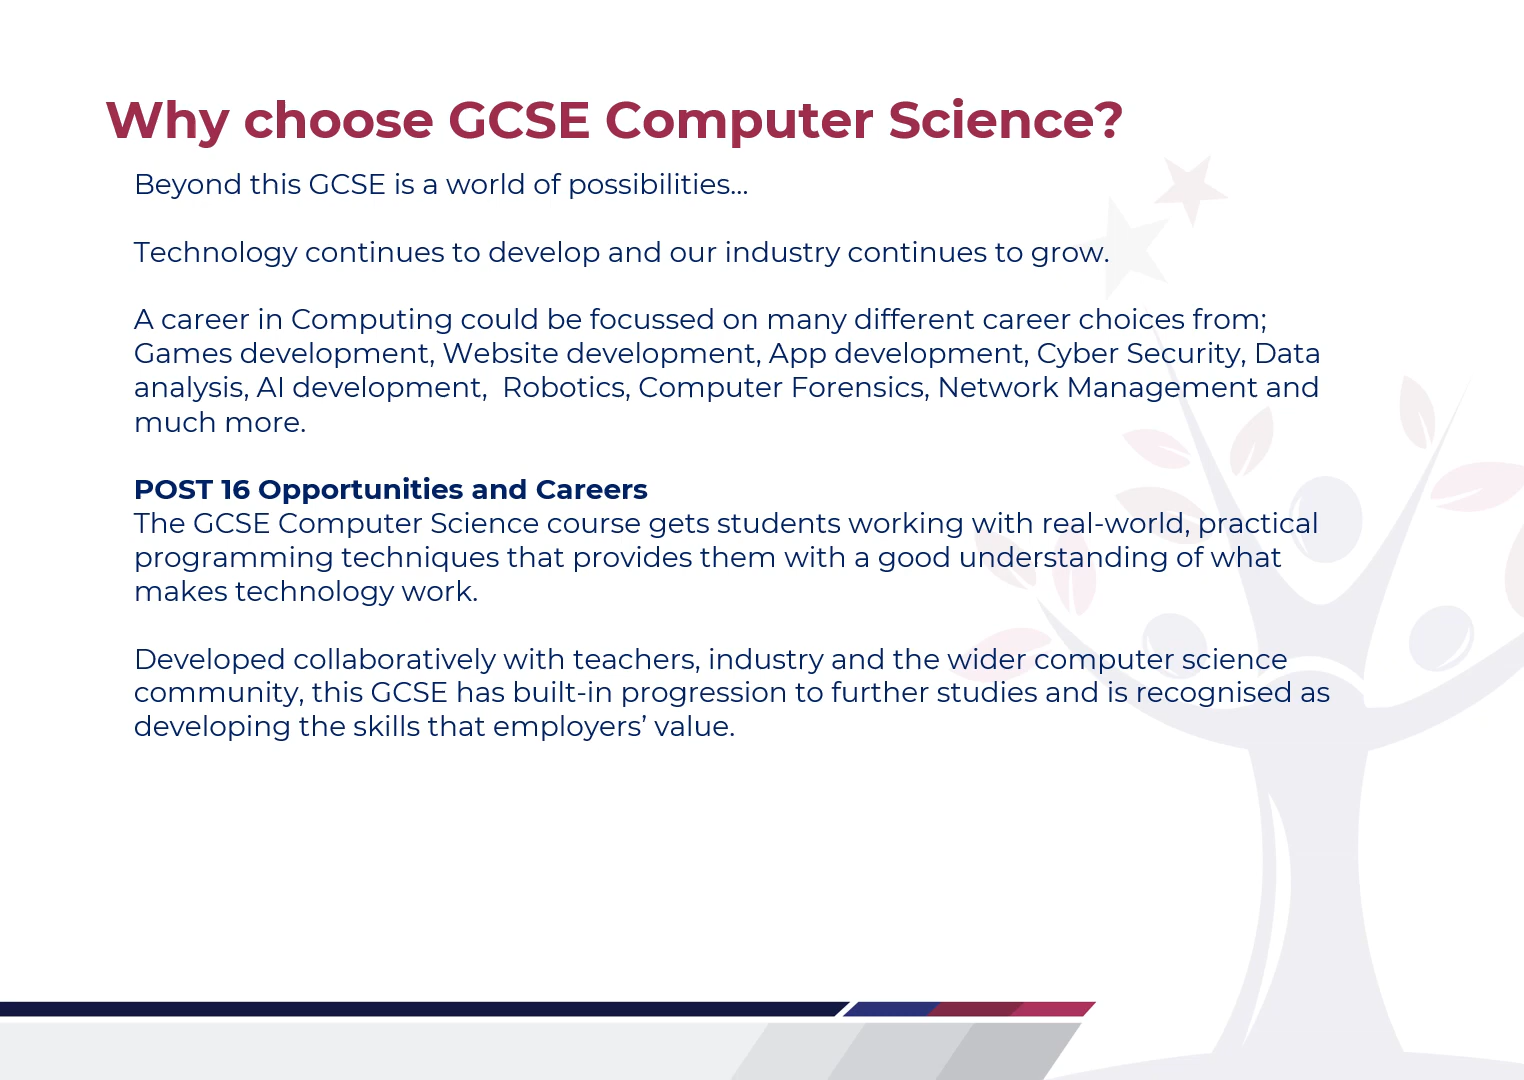 Why choose GCSE Computer Science?
Beyond this GCSE is a world of possibilities…
Technology continues to develop and our industry continues to grow.
A career in Computing could be focussed on many different career choices from;
Games development, Website development, App development, Cyber Security, Data
analysis, AI development,  Robotics, Computer Forensics, Network Management and
much more.
POST 16 Opportunities and Careers
The GCSE Computer Science course gets students working with real-world, practical
programming techniques that provides them with a good understanding of what
makes technology work.
Developed collaboratively with teachers, industry and the wider computer science
community, this GCSE has built-in progression to further studies and is recognised as
developing the skills that employers’ value.